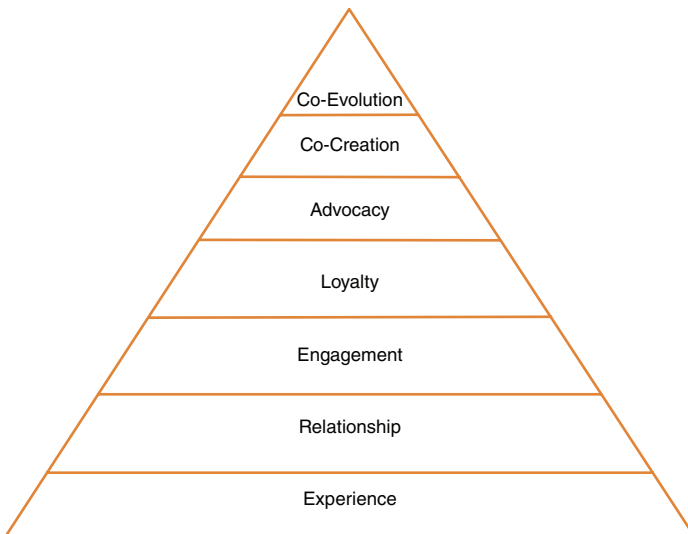 Co-Evolution
Co-Creation
Advocacy
Loyalty
Engagement
Relationship
Experience